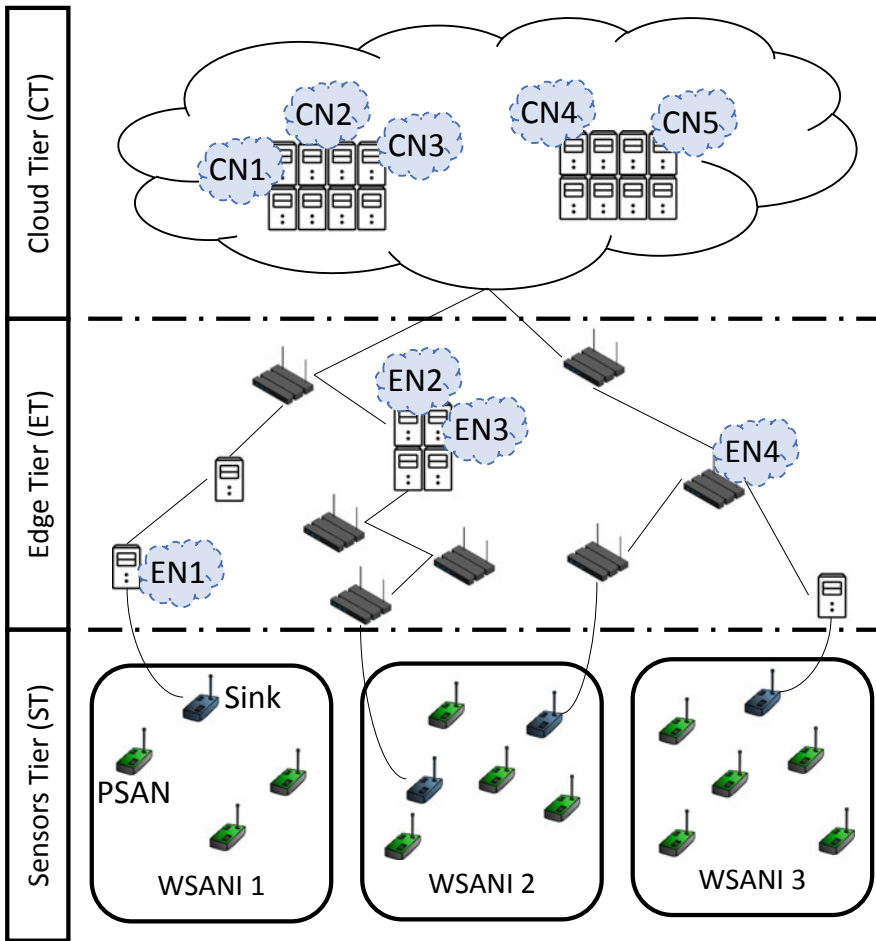 Cloud Tier (CT)
CN1
CN2
CN3
CN4
CN5
Edge Tier (ET)
EN1
EN2
EN3
EN4
Sensors Tier (ST)
Sink
PSAN
WSANI 1
WSANI 2
WSANI 3